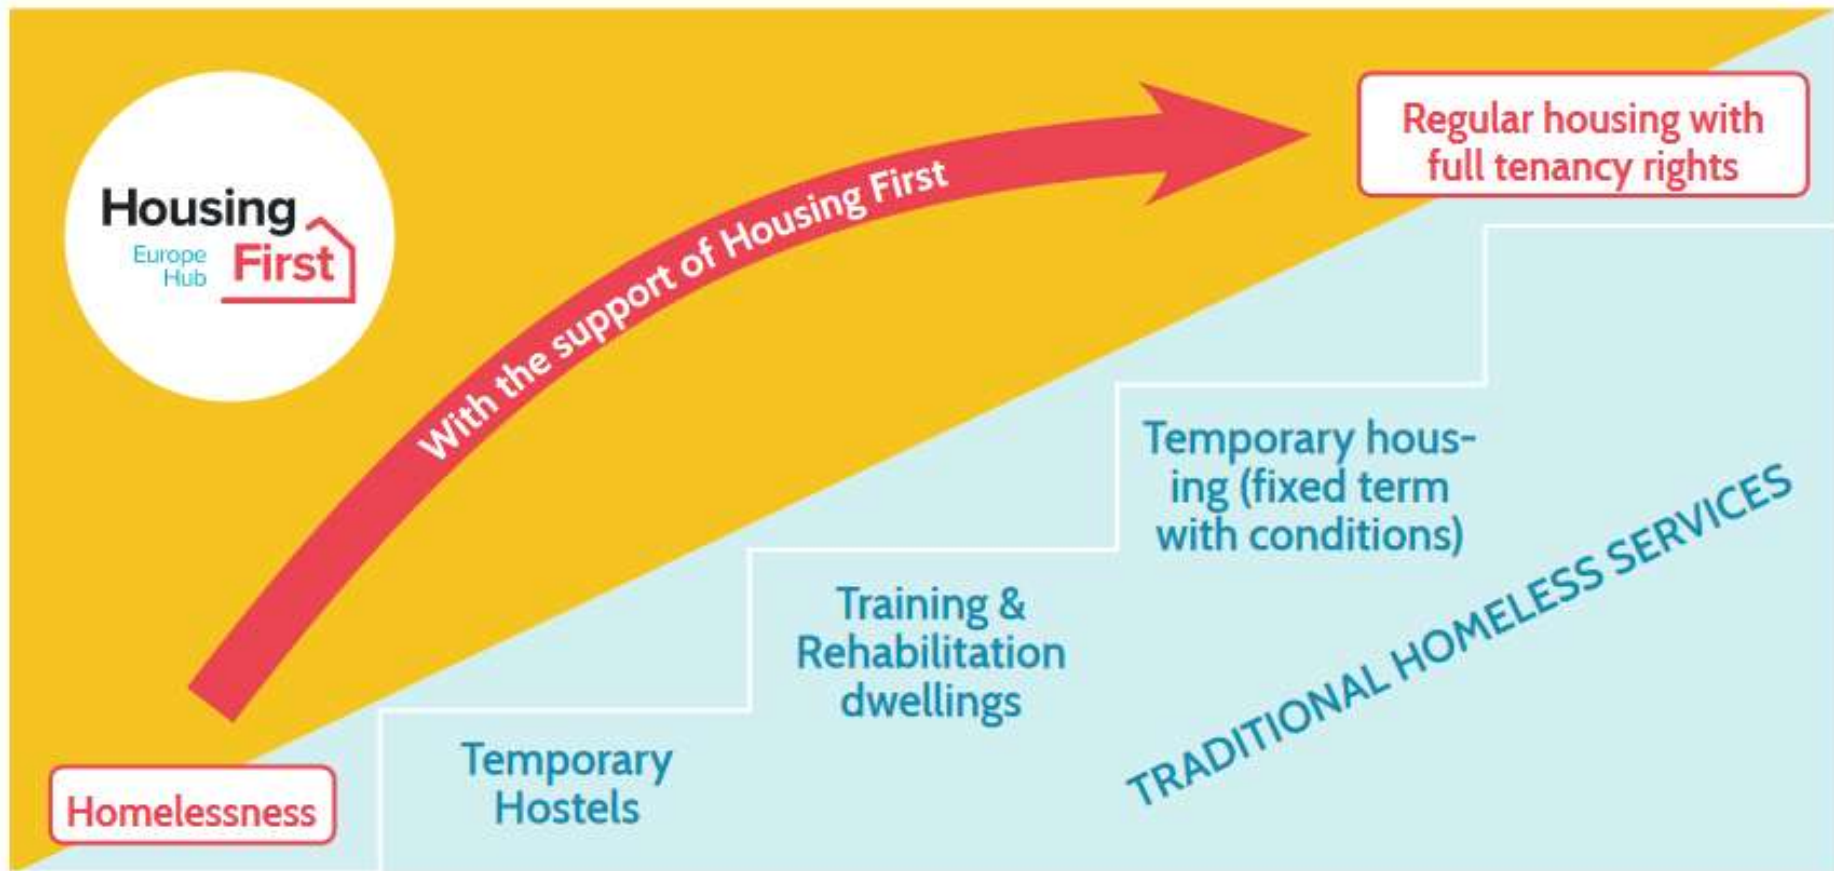 Housing
Europe
Hub
First
With the support of Housing First
Regular housing with
full tenancy rights
Temporary hous-
ing (fixed term
with conditions)
Training &
Rehabilitation
dwellings
Temporary
Hostels
Homelessness
TRADITIONAL HOMELESS SERVICES